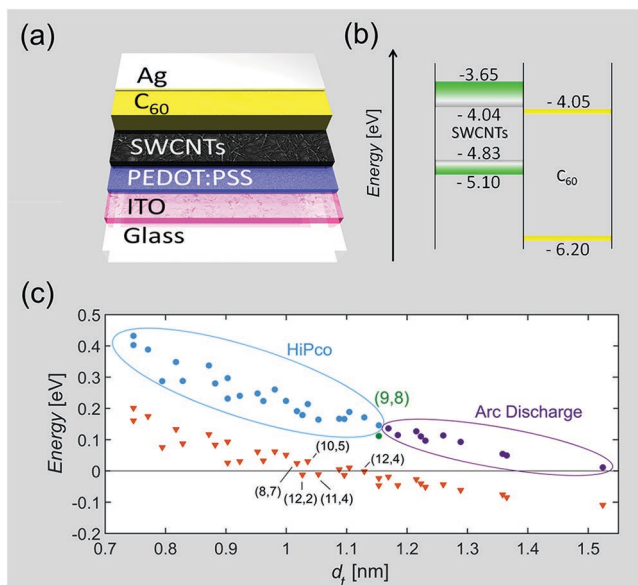 (a)
Ag
C60
SWCNTs
PEDOT:PSS
ITO
Glass
(b)
Energy [eV]
-3.65
-4.04
SWCNTs
-4.83
-5.10
-4.05
C60
-6.20
(c)
Energy [eV]
0.5
0.4
0.3
0.2
0.1
0
-0.1
-0.2
HiPco
(9,8)
Arc Discharge
(10,5)
(12,4)
(8,7)
(12,2)
(11,4)
0.7
0.8
0.9
1
1.1
1.2
1.3
1.4
1.5
dt [nm]